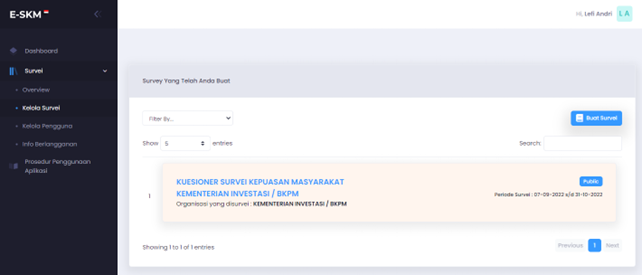 E-SKM
Hi, Lefi Andri LA
Dashboard
Survei
Overview
Kelola Survei
Kelola Pengguna
Info Berlangganan
Prosedur Penggunaan
Aplikasi
Survey Yang Telah Anda Buat
Filter By...
Buat Survei
Show 5 entries
Search:
1
KUESIONER SURVEI KEPUASAN MASYARAKAT
KEMENTERIAN INVESTASI / BKPM
Organisasi yang disurvei : KEMENTERIAN INVESTASI / BKPM
Public
Periode Survei : 07-09-2022 s/d 31-10-2022
Showing 1 to 1 of 1 entries
Previous 1 Next